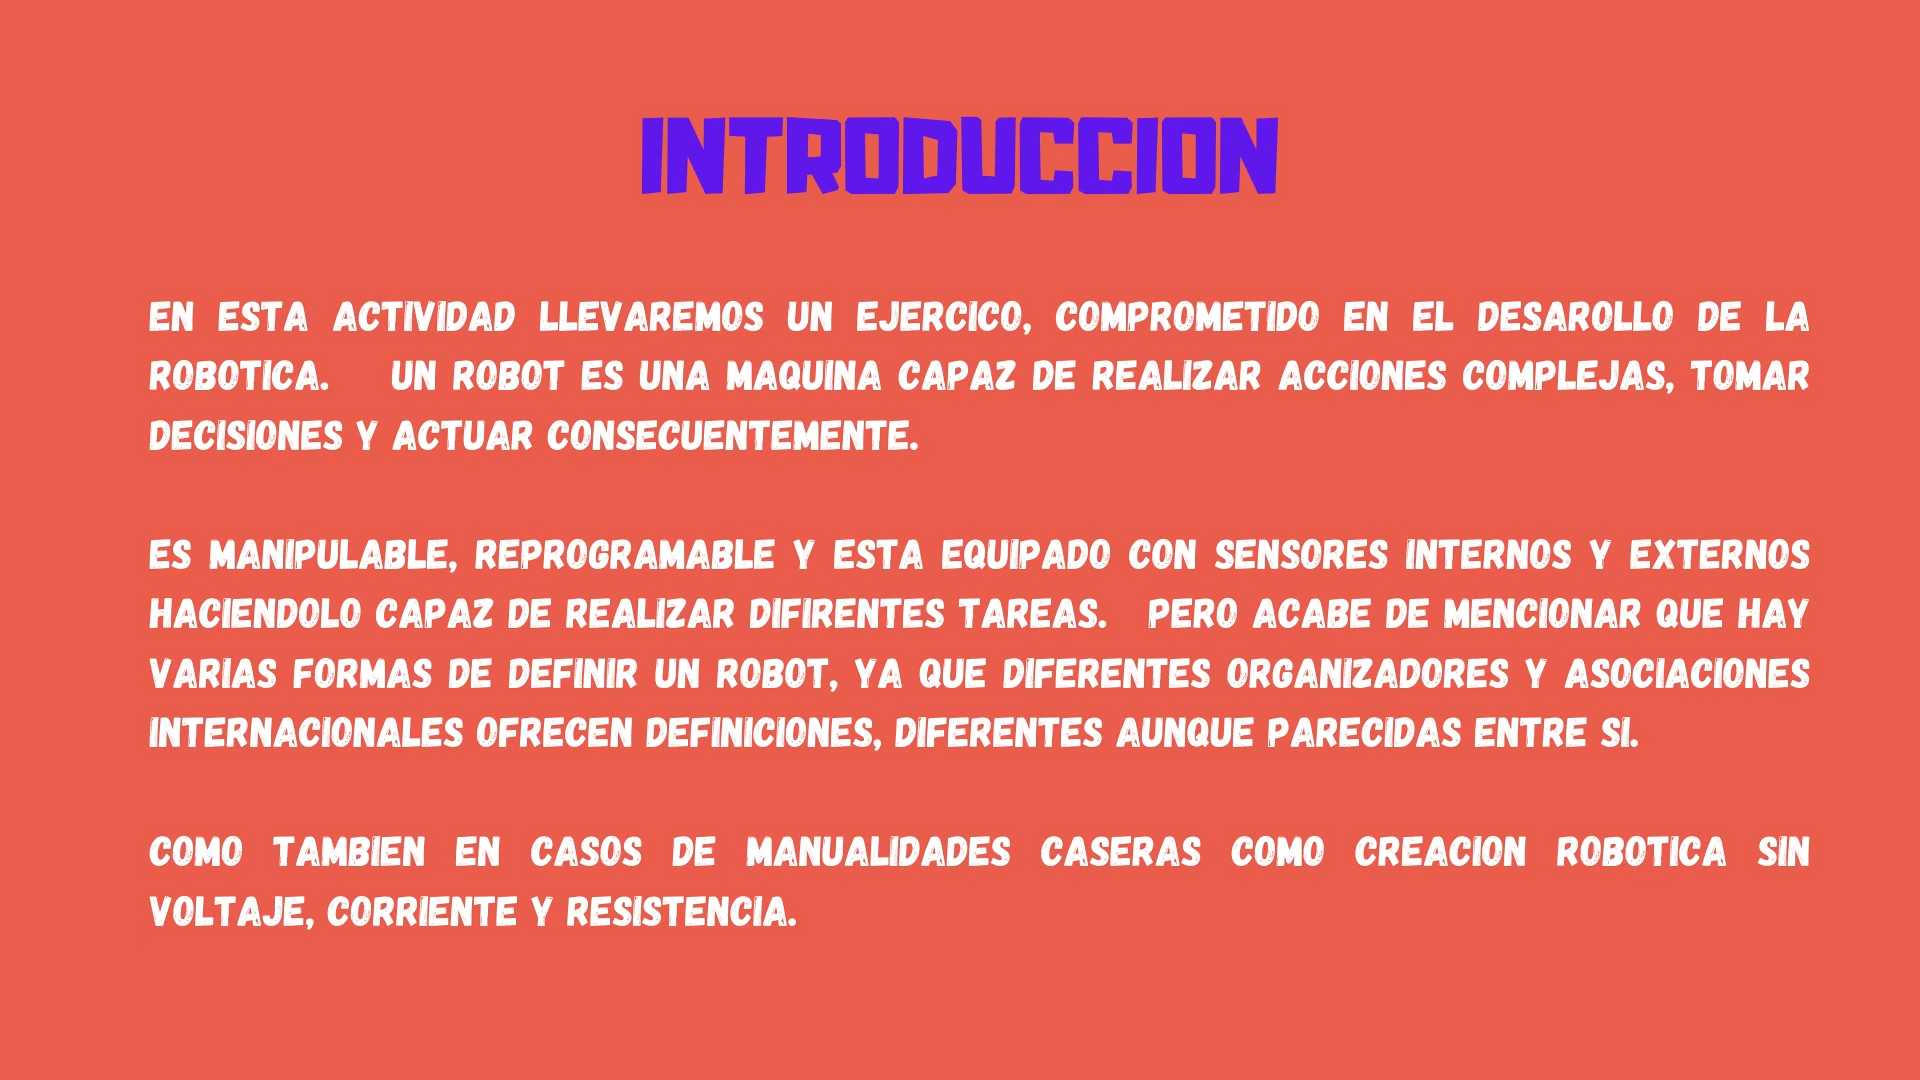 INTRODUCCION
EN ESTA ACTIVIDAD LLEVAREMOS UN EJERCICO, COMPROMETIDO EN EL DESAROLLO DE LA
ROBOTICA. UN ROBOT ES UNA MAQUINA CAPAZ DE REALIZAR ACCIONES COMPLEJAS, TOMAR
DECISIONES Y ACTUAR CONSECUENTEMENTE.
ES MANIPULABLE, REPROGRAMABLE Y ESTA EQUIPADO CON SENSORES INTERNOS Y EXTERNOS
HACIENDOLO CAPAZ DE REALIZAR DIFIRENTES TAREAS. PERO ACABE DE MENCIONAR QUE HAY
VARIAS FORMAS DE DEFINIR UN ROBOT, YA QUE DIFERENTES ORGANIZADORES Y ASOCIACIONES
INTERNACIONALES OFRECEN DEFINICIONES, DIFERENTES AUNQUE PARECIDAS ENTRE SI.
COMO TAMBIEN EN CASOS DE MANUALIDADES CASERAS COMO CREACION ROBOTICA SIN
VOLTAJE, CORRIENTE Y RESISTENCIA.